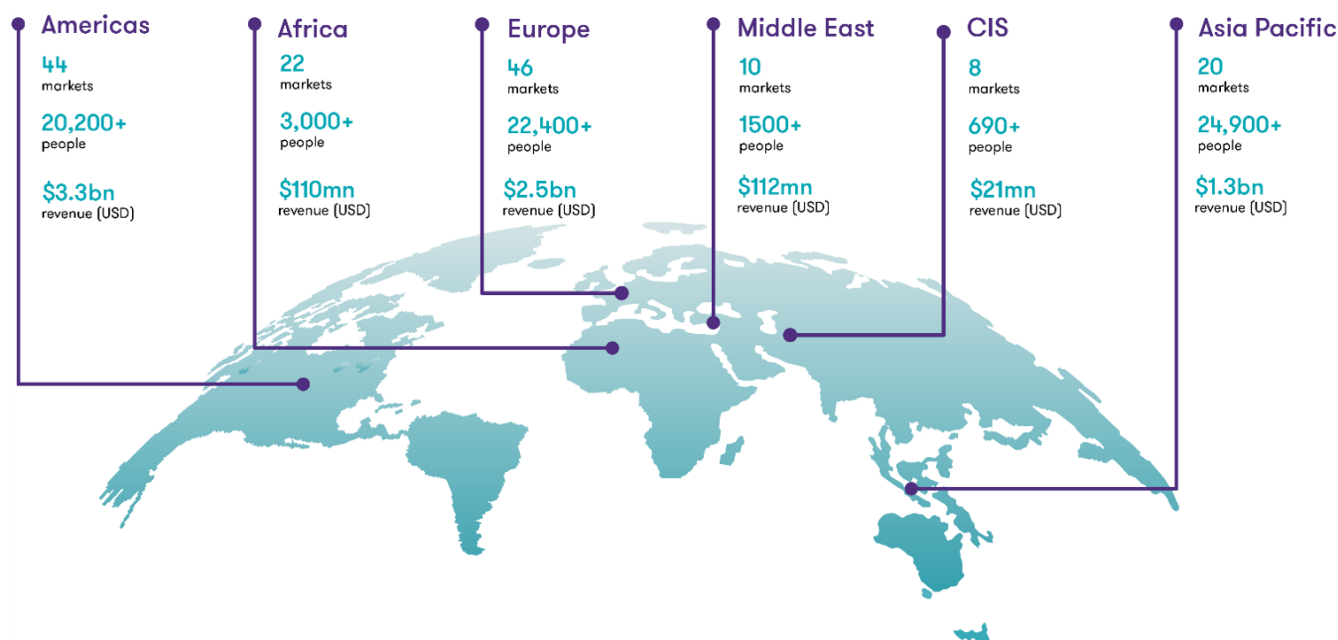 Americas
44
markets
20,200+
people
$3.3bn
revenue (USD)
Africa
22
markets
3,000+
people
$110mn
revenue (USD)
Europe
46
markets
22,400+
people
$2.5bn
revenue (USD)
Middle East
10
markets
1500+
people
$112mn
revenue (USD)
CIS
8
markets
690+
people
$21mn
revenue (USD)
Asia Pacific
20
markets
24,900+
people
$1.3bn
revenue (USD)